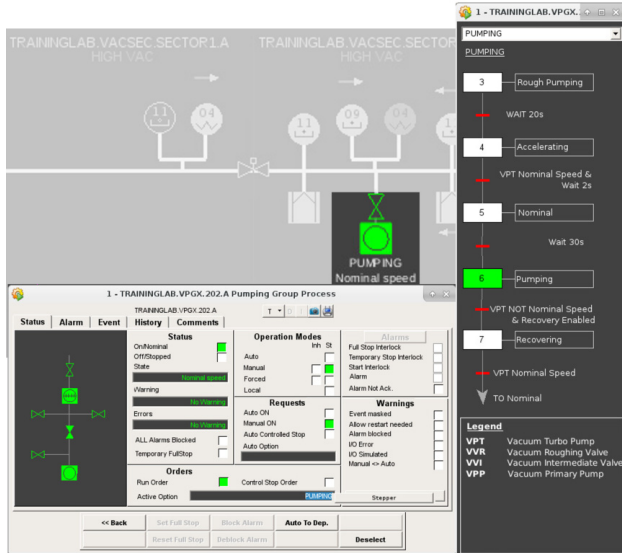 TRAININGLAB.VACSEC.SECTOR1.A
HIGH VAC
TRAININGLAB.VACSEC.SECTOR
HIGH VAC
11
04
11
09
04
PUMPING
Nominal speed
1 - TRAININGLAB.VPGX.202.A Pumping Group Process
TRAININGLAB.VPGX.202.A
Status
Alarm
Event
History
Comments
T
Status
On/Nominal
Off/Stopped
State
Nominal speed
Warning
No Warning
Errors
No Warning
ALL Alarms Blocked
Temporary FullStop
Operation Modes
Inh St
Auto
Manual
Forced
Local
Requests
Auto ON
Manual ON
Auto Controlled Stop
Auto Option
Alarms
Full Stop Interlock
Temporary Stop Interlock
Start Interlock
Alarm
Alarm Not Ack.
Warnings
Event masked
Allow restart needed
Alarm blocked
I/O Error
I/O Simulated
Manual <> Auto
Orders
Run Order
Control Stop Order
Active Option
PUMPING
Stepper
<< Back
Set Full Stop
Block Alarm
Auto To Dep.
Reset Full Stop
Deblock Alarm
Deselect
1 - TRAININGLAB.VPGX.
PUMPING
PUMPING
3 Rough Pumping
WAIT 20s
4 Accelerating
VPT Nominal Speed &
Wait 2s
5 Nominal
Wait 30s
6 Pumping
VPT NOT Nominal Speed
& Recovery Enabled
7 Recovering
VPT Nominal Speed
TO Nominal
Legend
VPT Vacuum Turbo Pump
VVR Vacuum Roughing Valve
VVI Vacuum Intermediate Valve
VPP Vacuum Primary Pump